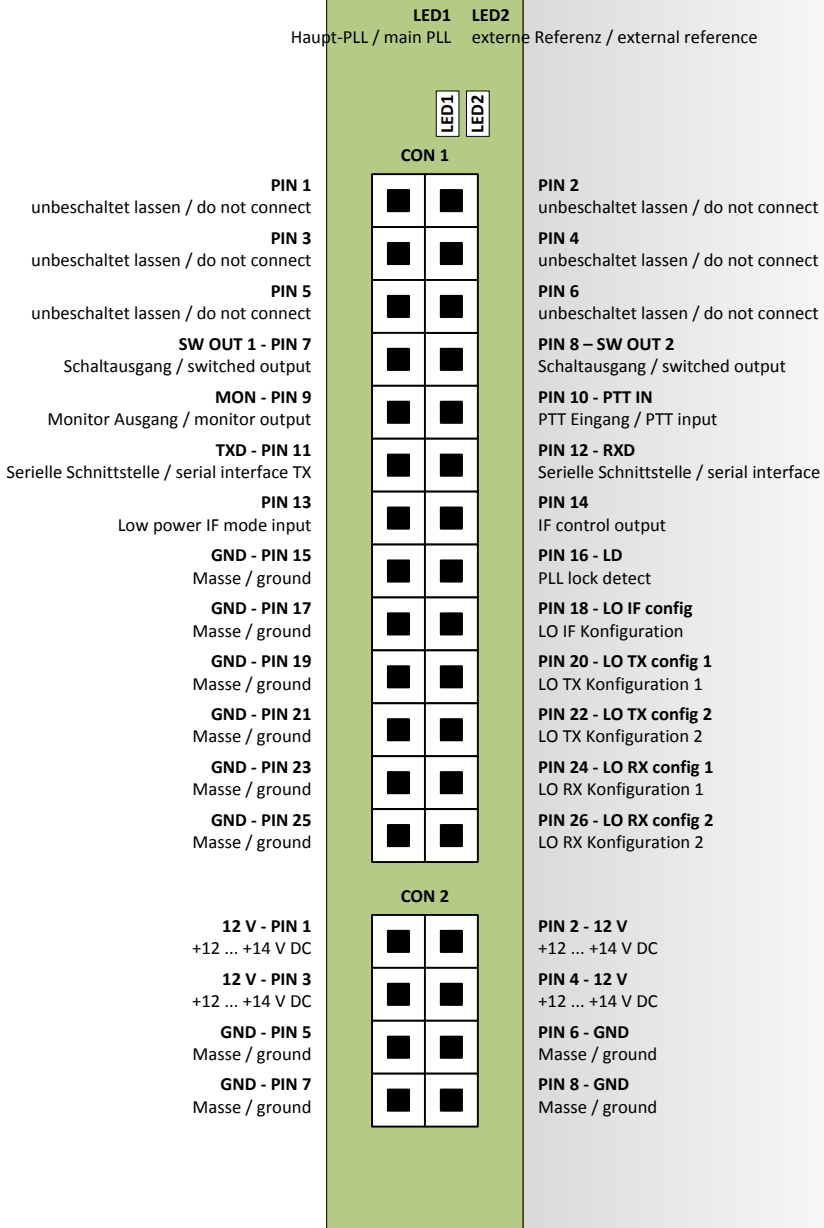 LED1 LED2
Haupt-PLL / main PLL externe Referenz / external reference
LED1 LED2
CON 1
PIN 1
unbeschaltet lassen / do not connect
PIN 2
unbeschaltet lassen / do not connect
PIN 3
unbeschaltet lassen / do not connect
PIN 4
unbeschaltet lassen / do not connect
PIN 5
unbeschaltet lassen / do not connect
PIN 6
unbeschaltet lassen / do not connect
SW OUT 1 - PIN 7
Schaltausgang / switched output
PIN 8 – SW OUT 2
Schaltausgang / switched output
MON - PIN 9
Monitor Ausgang / monitor output
PIN 10 - PTT IN
PTT Eingang / PTT input
TXD - PIN 11
Serielle Schnittstelle / serial interface TX
PIN 12 - RXD
Serielle Schnittstelle / serial interface
PIN 13
Low power IF mode input
PIN 14
IF control output
GND - PIN 15
Masse / ground
PIN 16 - LD
PLL lock detect
GND - PIN 17
Masse / ground
PIN 18 - LO IF config
LO IF Konfiguration
GND - PIN 19
Masse / ground
PIN 20 - LO TX config 1
LO TX Konfiguration 1
GND - PIN 21
Masse / ground
PIN 22 - LO TX config 2
LO TX Konfiguration 2
GND - PIN 23
Masse / ground
PIN 24 - LO RX config 1
LO RX Konfiguration 1
GND - PIN 25
Masse / ground
PIN 26 - LO RX config 2
LO RX Konfiguration 2
CON 2
12 V - PIN 1
+12 ... +14 V DC
PIN 2 - 12 V
+12 ... +14 V DC
12 V - PIN 3
+12 ... +14 V DC
PIN 4 - 12 V
+12 ... +14 V DC
GND - PIN 5
Masse / ground
PIN 6 - GND
Masse / ground
GND - PIN 7
Masse / ground
PIN 8 - GND
Masse / ground